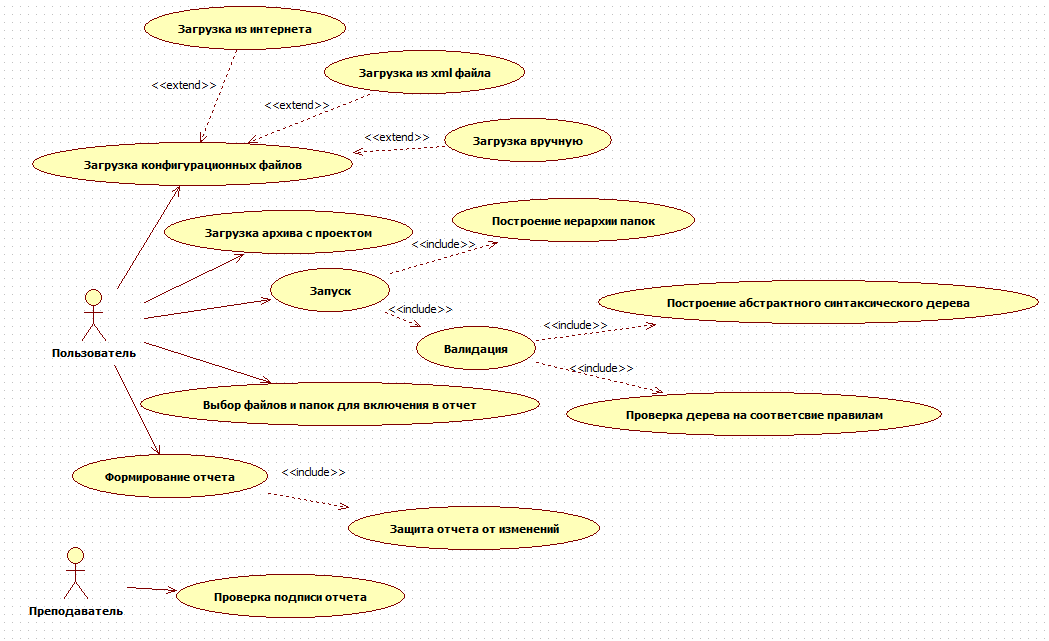 Загрузка из интернета
Загрузка из xml файла
<<extend>>
<<extend>>
<<extend>>
Загрузка вручную
Загрузка конфигурационных файлов
Построение иерархии папок
Загрузка архива с проектом
<<include>>
Запуск
Построение абстрактного синтаксического дерева
<<include>>
<<include>>
Валидация
Пользователь
<<include>>
Выбор файлов и папок для включения в отчет
Проверка дерева на соответсвие правилам
<<include>>
Формирование отчета
Защита отчета от изменений
Проверка подписи отчета
Преподаватель